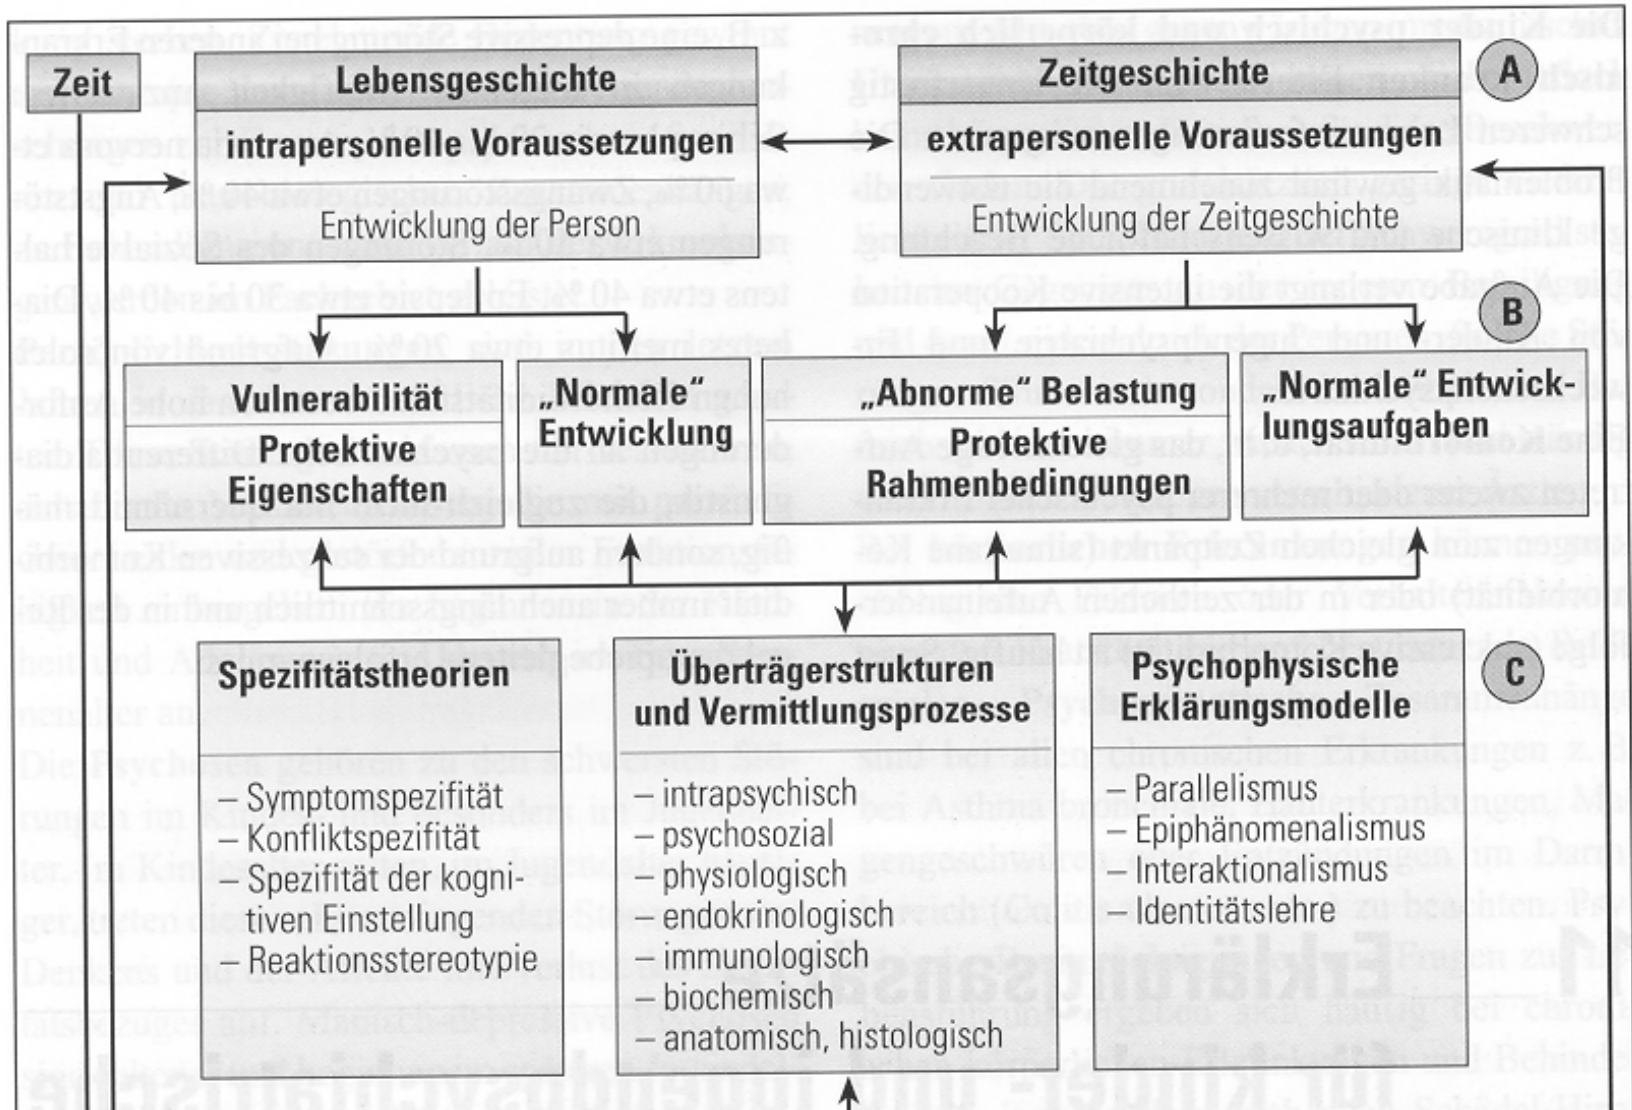 Zeit
Lebensgeschichte
intrapersonelle Voraussetzungen
Entwicklung der Person
Zeitgeschichte
extrapersonelle Voraussetzungen
Entwicklung der Zeitgeschichte
A
B
Vulnerabilität
Protektive
Eigenschaften
„Normale“
Entwicklung
„Abnorme“ Belastung
Protektive
Rahmenbedingungen
„Normale“ Entwick-
lungsaufgaben
Spezifitätstheorien
– Symptomspezifität
– Konfliktspezifität
– Spezifität der kogni-
tiven Einstellung
– Reaktionsstereotypie
Überträgerstrukturen
und Vermittlungsprozesse
– intrapsychisch
– psychosozial
– physiologisch
– endokrinologisch
– immunologisch
– biochemisch
– anatomisch, histologisch
Psychophysische
Erklärungsmodelle
– Parallelismus
– Epiphänomenalismus
– Interaktionalismus
– Identitätslehre
C